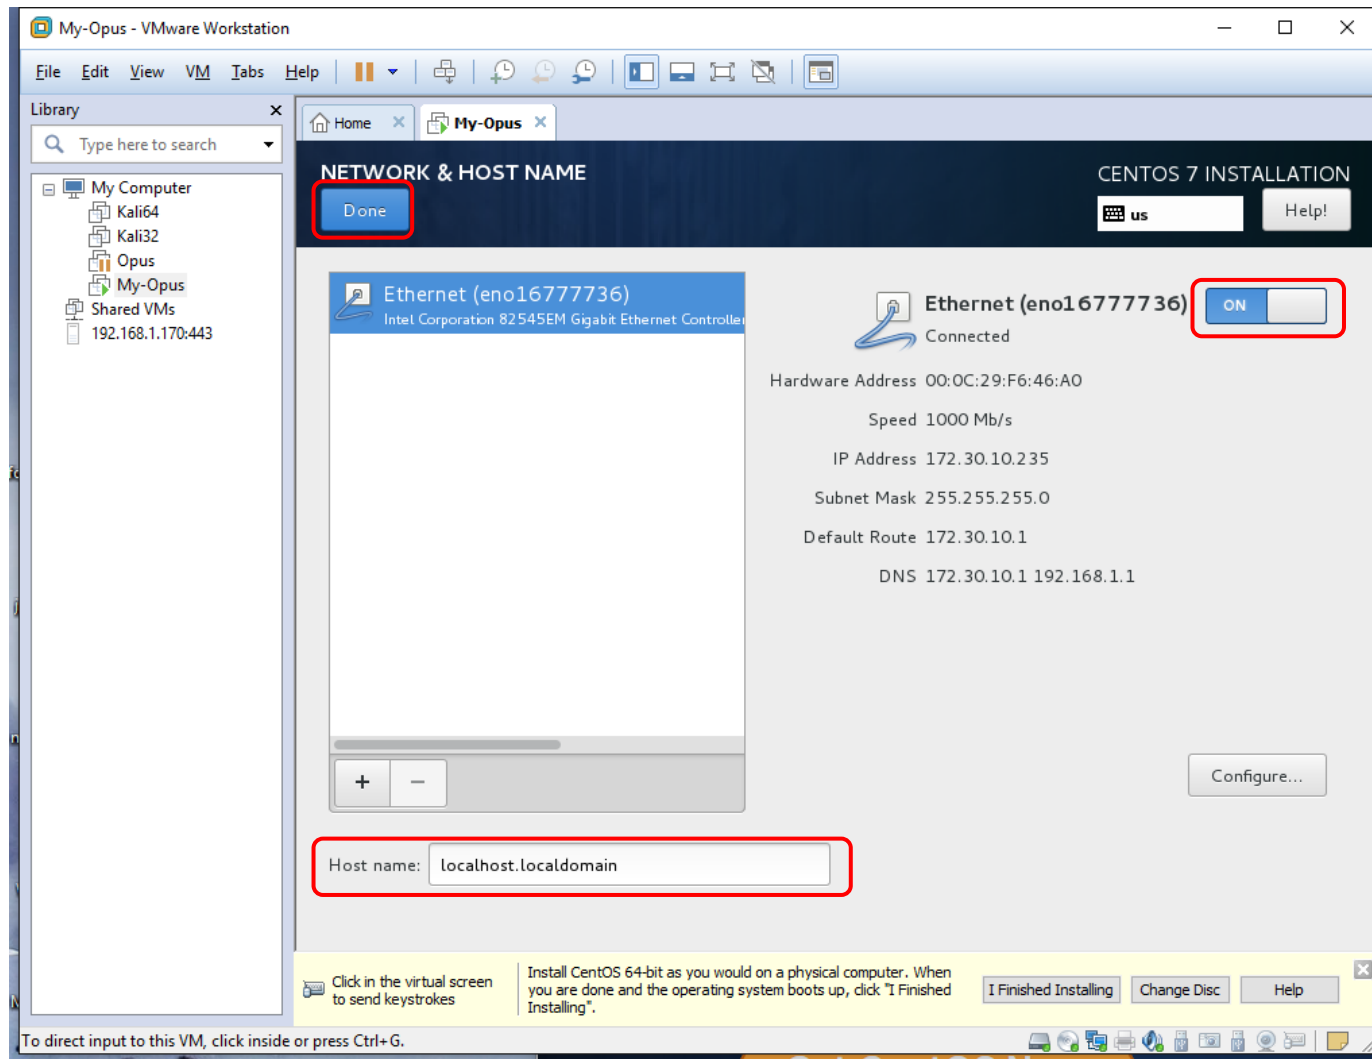 My-Opus - VMware Workstation
File Edit View VM Tabs Help
Library
Type here to search
My Computer
Kali64
Kali32
Opus
My-Opus
Shared VMs
192.168.1.170:443
Home
My-Opus
NETWORK & HOST NAME
Done
CENTOS 7 INSTALLATION
us
Help!
Ethernet (eno16777736)
Intel Corporation 82545EM Gigabit Ethernet Controller
Ethernet (eno16777736)
ON
Connected
Hardware Address 00:0C:29:F6:46:A0
Speed 1000 Mb/s
IP Address 172.30.10.235
Subnet Mask 255.255.255.0
Default Route 172.30.10.1
DNS 172.30.10.1 192.168.1.1
+ −
Configure...
Host name: localhost.localdomain
Click in the virtual screen
to send keystrokes
Install CentOS 64-bit as you would on a physical computer. When
you are done and the operating system boots up, click "I Finished
Installing".
I Finished Installing
Change Disc
Help
To direct input to this VM, click inside or press Ctrl+G.